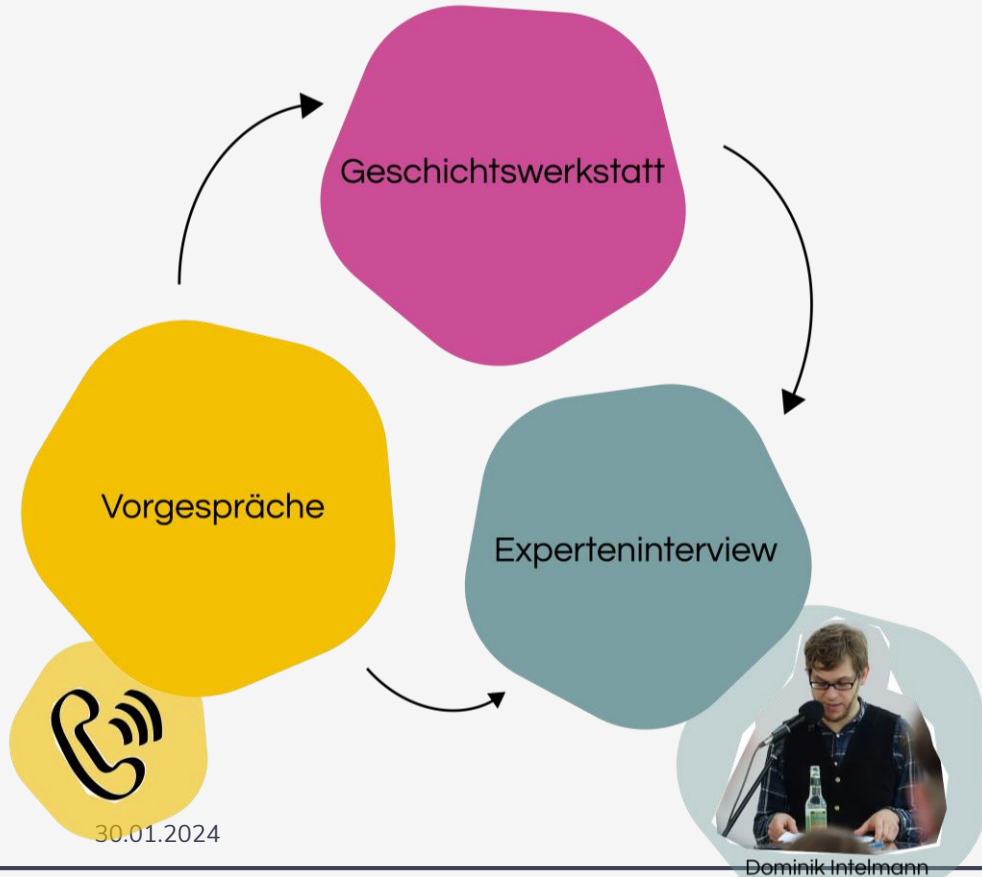 Geschichtswerkstatt
Vorgespräche
Experteninterview
30.01.2024
Dominik Intelmann